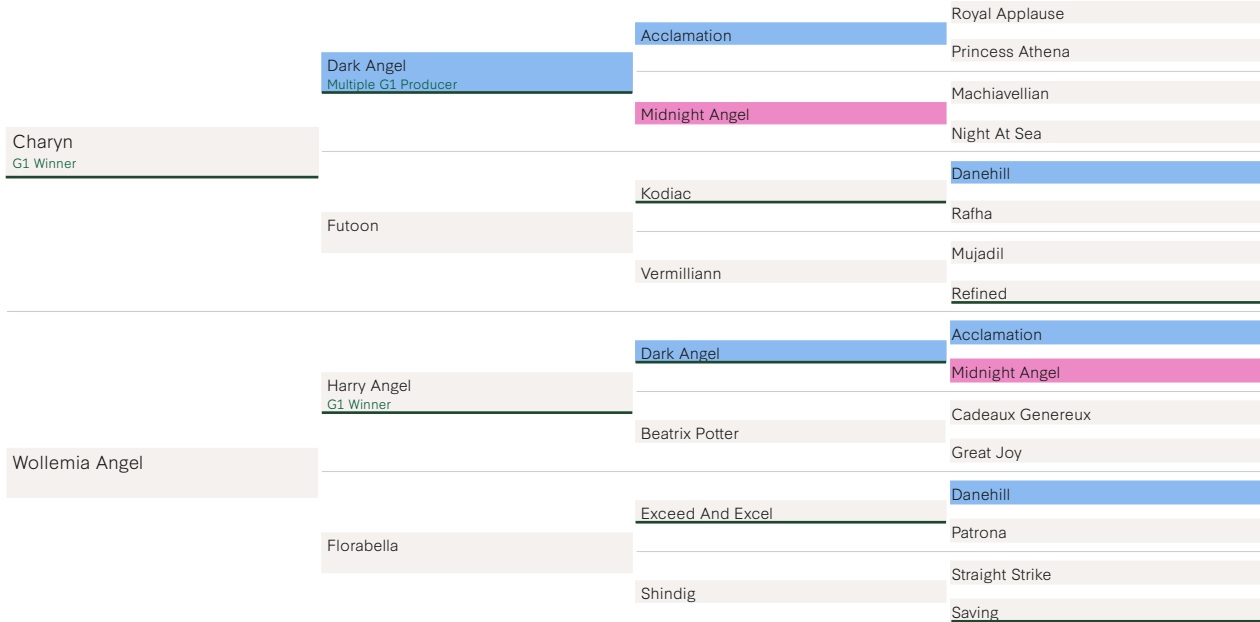 Charyn
G1 Winner
Dark Angel
Multiple G1 Producer
Acclamation
Royal Applause
Princess Athena
Midnight Angel
Machiavellian
Night At Sea
Futoon
Kodiac
Danehill
Rafha
Vermilliann
Mujadil
Refined
Wollemia Angel
Harry Angel
G1 Winner
Dark Angel
Acclamation
Midnight Angel
Beatrix Potter
Cadeaux Genereux
Great Joy
Florabella
Exceed And Excel
Danehill
Patrona
Shindig
Straight Strike
Saving